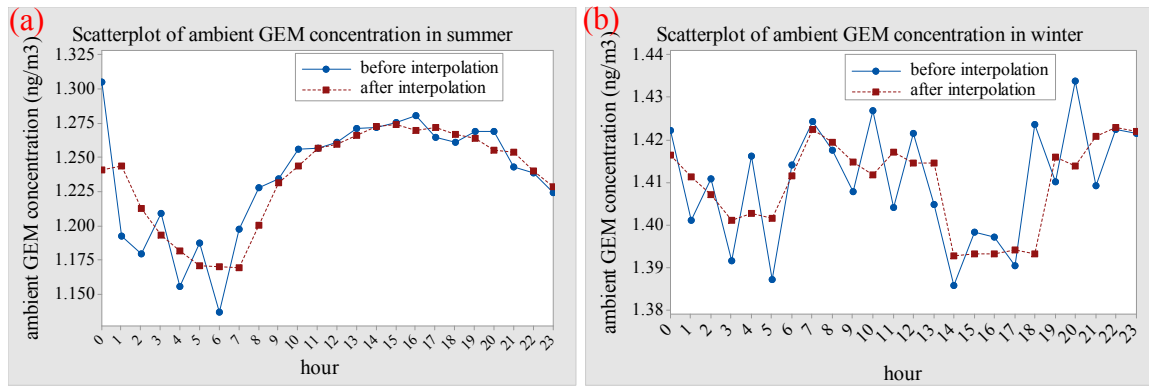 (a)
Scatterplot of ambient GEM concentration in summer
ambient GEM concentration (ng/m3)
1.325
1.300
1.275
1.250
1.225
1.200
1.175
1.150
before interpolation
after interpolation
0 1 2 3 4 5 6 7 8 9 10 11 12 13 14 15 16 17 18 19 20 21 22 23
hour
(b)
Scatterplot of ambient GEM concentration in winter
ambient GEM concentration (ng/m3)
1.44
1.43
1.42
1.41
1.40
1.39
1.38
before interpolation
after interpolation
0 1 2 3 4 5 6 7 8 9 10 11 12 13 14 15 16 17 18 19 20 21 22 23
hour